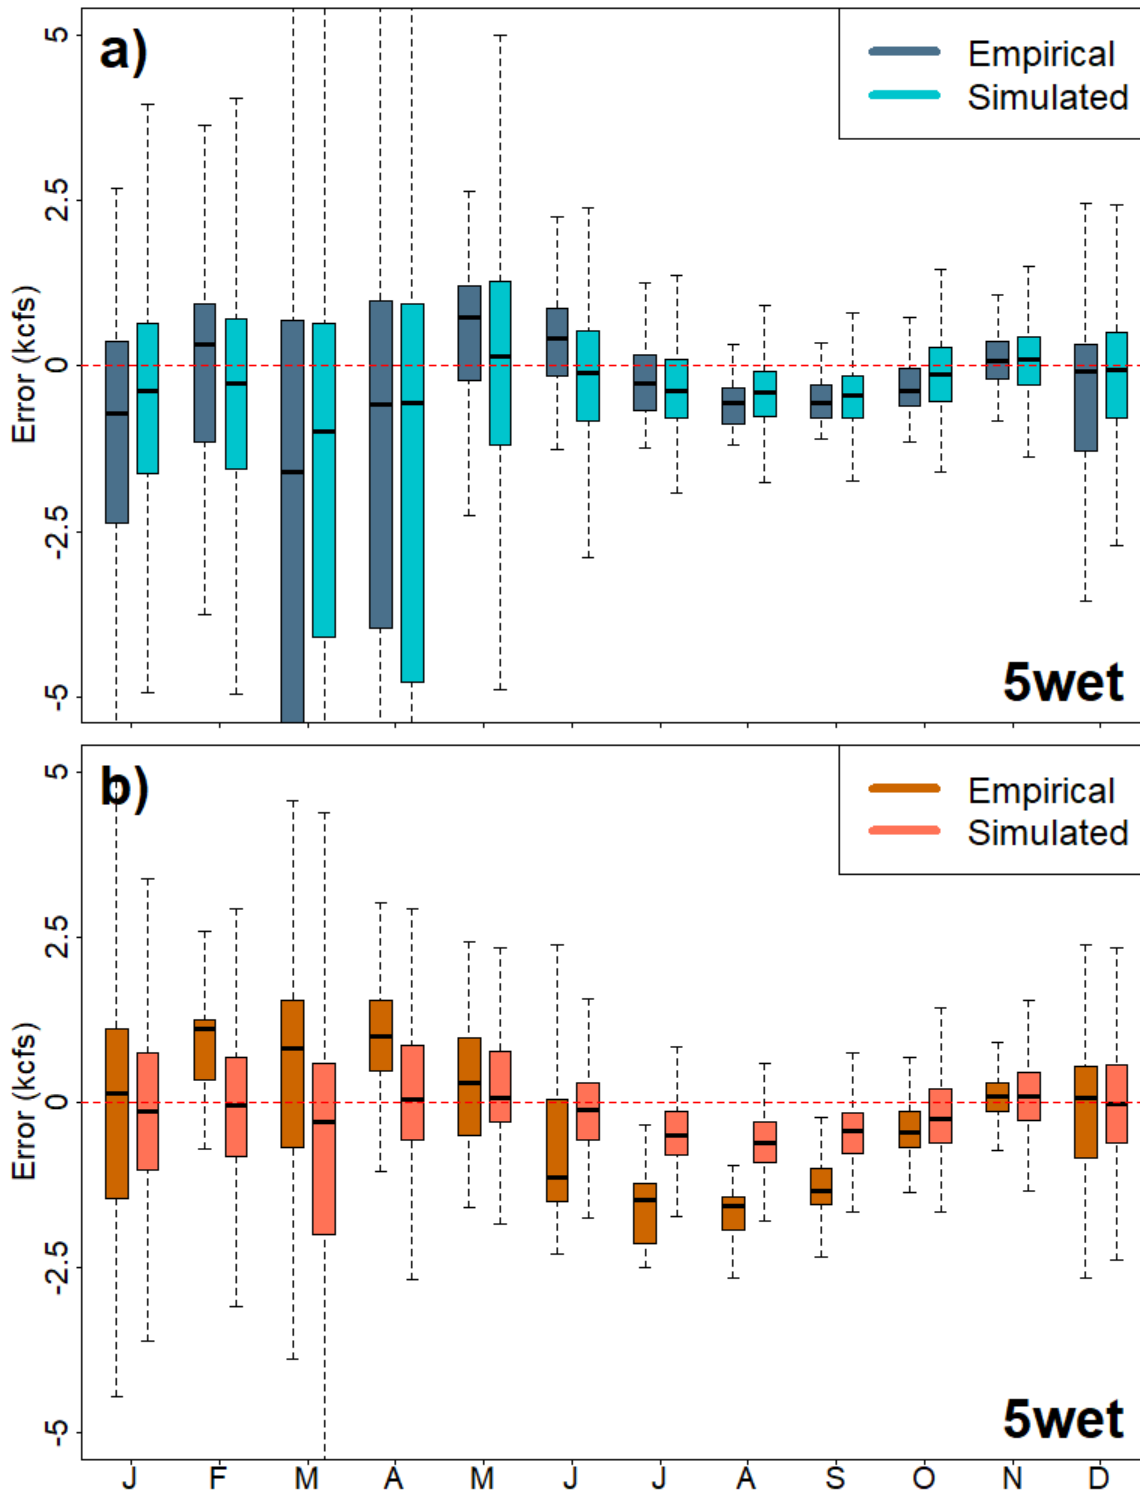 a)
Empirical
Simulated
5
2.5
0
-2.5
-5
Error (kcfs)
5wet
b)
Empirical
Simulated
5
2.5
0
-2.5
-5
Error (kcfs)
5wet
J F M A M J J A S O N D